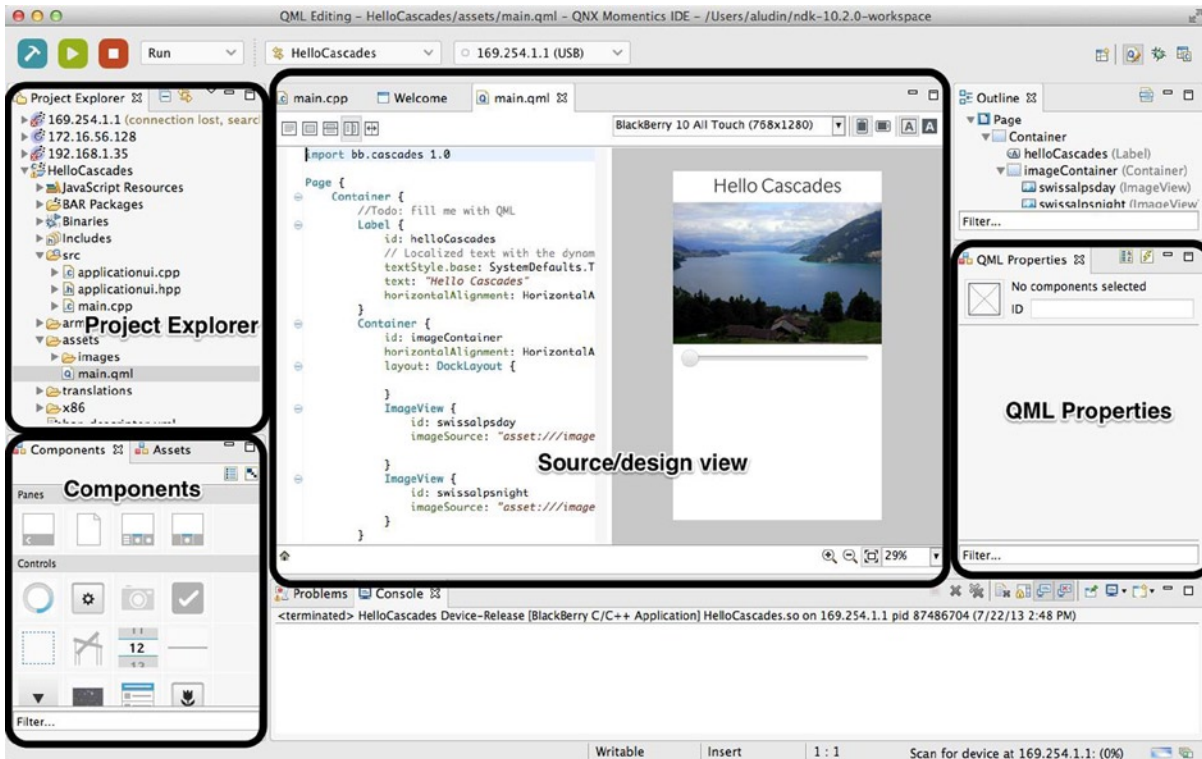 QML Editing - HelloCascades/assets/main.qml - QNX Momentics IDE - /Users/aludin/ndk-10.2.0-workspace
Run
HelloCascades
169.254.1.1 (USB)
Project Explorer
169.254.1.1 (connection lost, searc
172.16.56.128
192.168.1.35
HelloCascades
JavaScript Resources
BAR Packages
Binaries
Includes
src
applicationui.cpp
applicationui.hpp
main.cpp
arm
Project Explorer
assets
images
main.qml
translations
x86
Components
Assets
Components
Panes
Controls
11
12
13
Filter...
main.cpp
Welcome
main.qml
BlackBerry 10 All Touch (768x1280)
A
A
import bb.cascades 1.0
Page {
Container {
//Todo: fill me with QML
Label {
id: helloCascades
// Localized text with the dynam
textStyle.base: SystemDefaults.T
text: "Hello Cascades"
horizontalAlignment: HorizontalA
}
Container {
id: imageContainer
horizontalAlignment: HorizontalA
layout: DockLayout {
}
ImageView {
id: swissalpsday
imageSource: "asset:///image
}
ImageView {
id: swissalpsnight
imageSource: "asset:///image
}
}
Hello Cascades
Source/design view
29%
Outline
Page
Container
helloCascades (Label)
imageContainer (Container)
swissalpsday (ImageView)
swissalpsnight (ImageView)
Filter...
QML Properties
No components selected
ID
QML Properties
Filter...
Problems
Console
<terminated> HelloCascades Device-Release [BlackBerry C/C++ Application] HelloCascades.so on 169.254.1.1 pid 87486704 (7/22/13 2:48 PM)
Writable
Insert
1 : 1
Scan for device at 169.254.1.1: (0%)